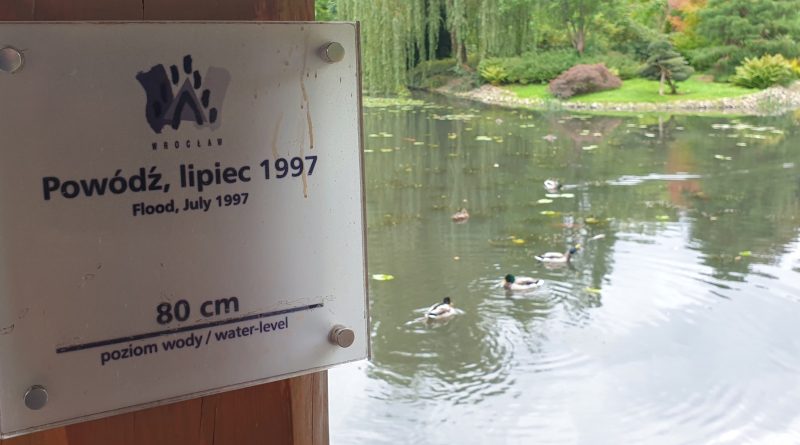 WROCŁAW
Powódź, lipiec 1997
Flood, July 1997
80 cm
poziom wody / water-level